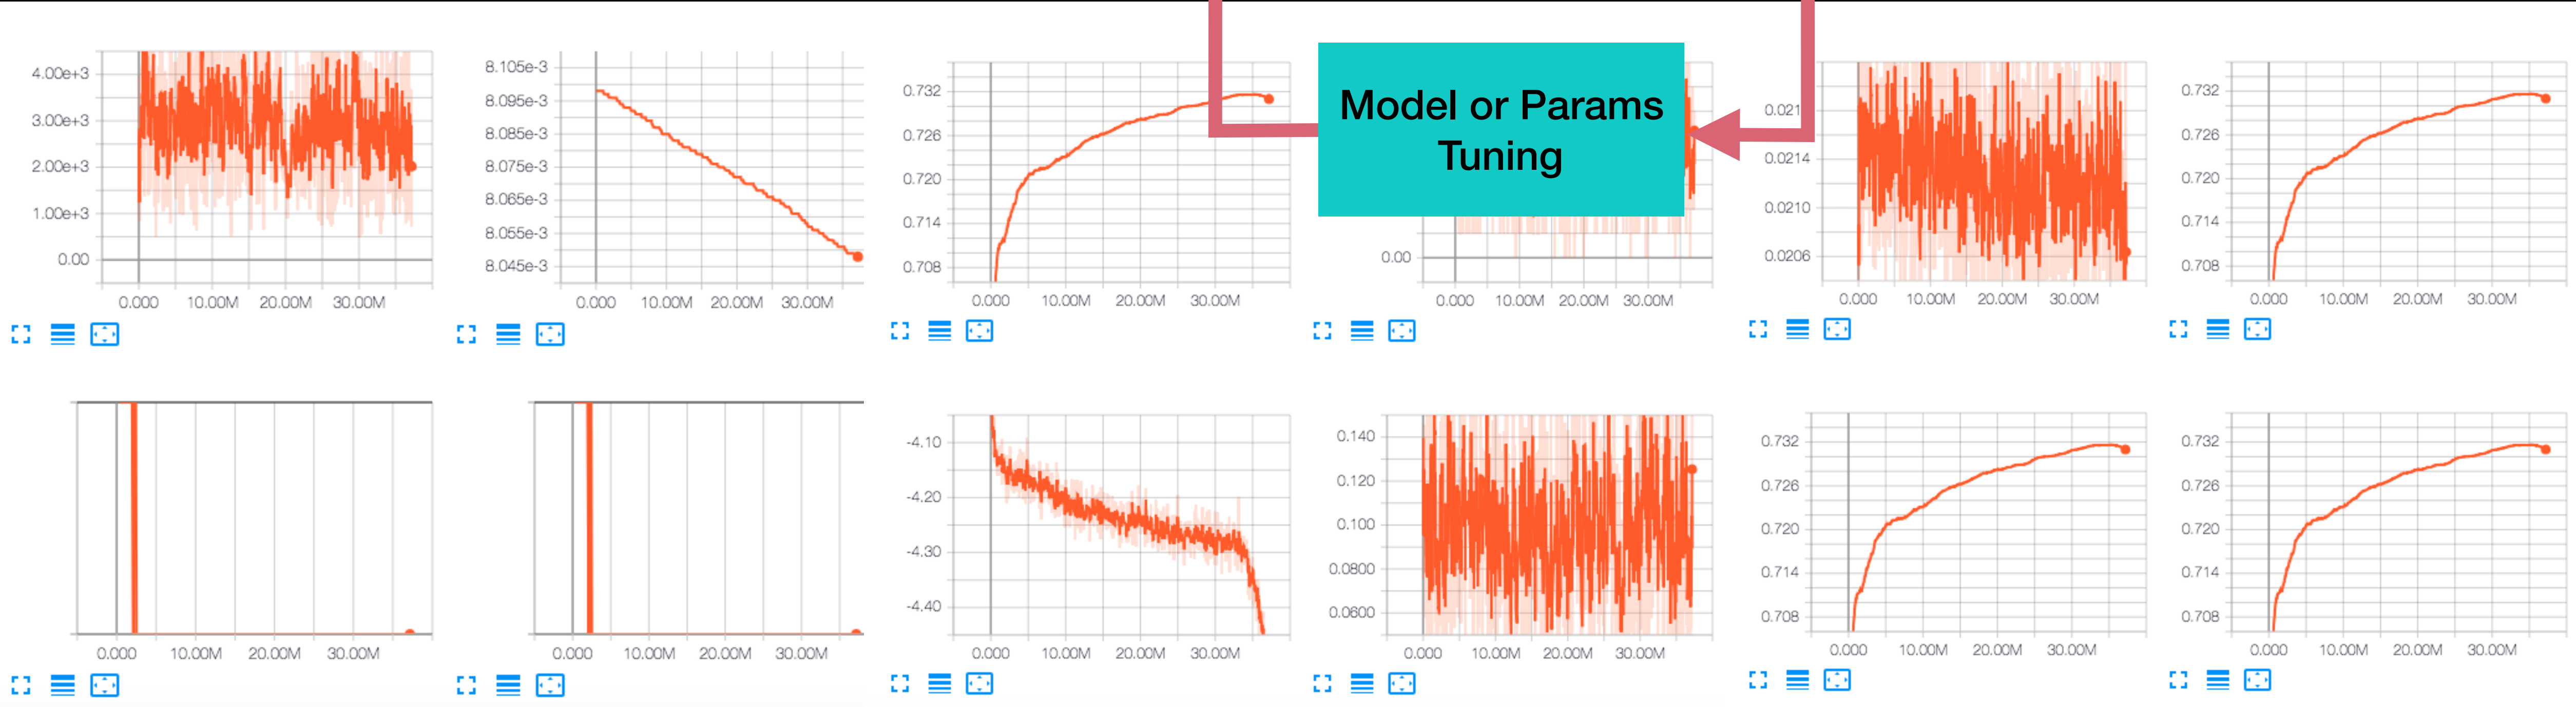 Model or Params
Tuning
4.00e+3
3.00e+3
2.00e+3
1.00e+3
0.00
0.000 10.00M 20.00M 30.00M
8.105e-3
8.095e-3
8.085e-3
8.075e-3
8.065e-3
8.055e-3
8.045e-3
0.000 10.00M 20.00M 30.00M
0.732
0.726
0.720
0.714
0.708
0.000 10.00M 20.00M 30.00M
0.00
0.000 10.00M 20.00M 30.00M
0.021
0.0214
0.0210
0.0206
0.000 10.00M 20.00M 30.00M
0.732
0.726
0.720
0.714
0.708
0.000 10.00M 20.00M 30.00M
0.000 10.00M 20.00M 30.00M
0.000 10.00M 20.00M 30.00M
-4.10
-4.20
-4.30
-4.40
0.000 10.00M 20.00M 30.00M
0.140
0.120
0.100
0.0800
0.0600
0.000 10.00M 20.00M 30.00M
0.732
0.726
0.720
0.714
0.708
0.000 10.00M 20.00M 30.00M
0.732
0.726
0.720
0.714
0.708
0.000 10.00M 20.00M 30.00M